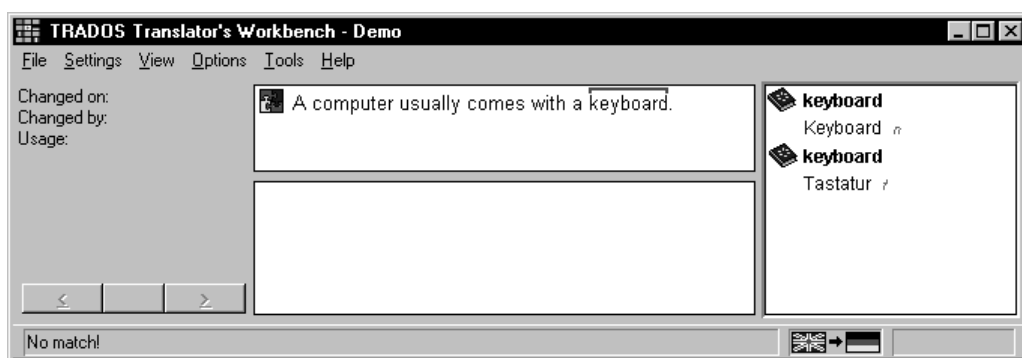 TRADOS Translator's Workbench - Demo
File Settings View Options Tools Help
Changed on:
Changed by:
Usage:
A computer usually comes with a keyboard.
keyboard
Keyboard n
keyboard
Tastatur f
< >
No match!